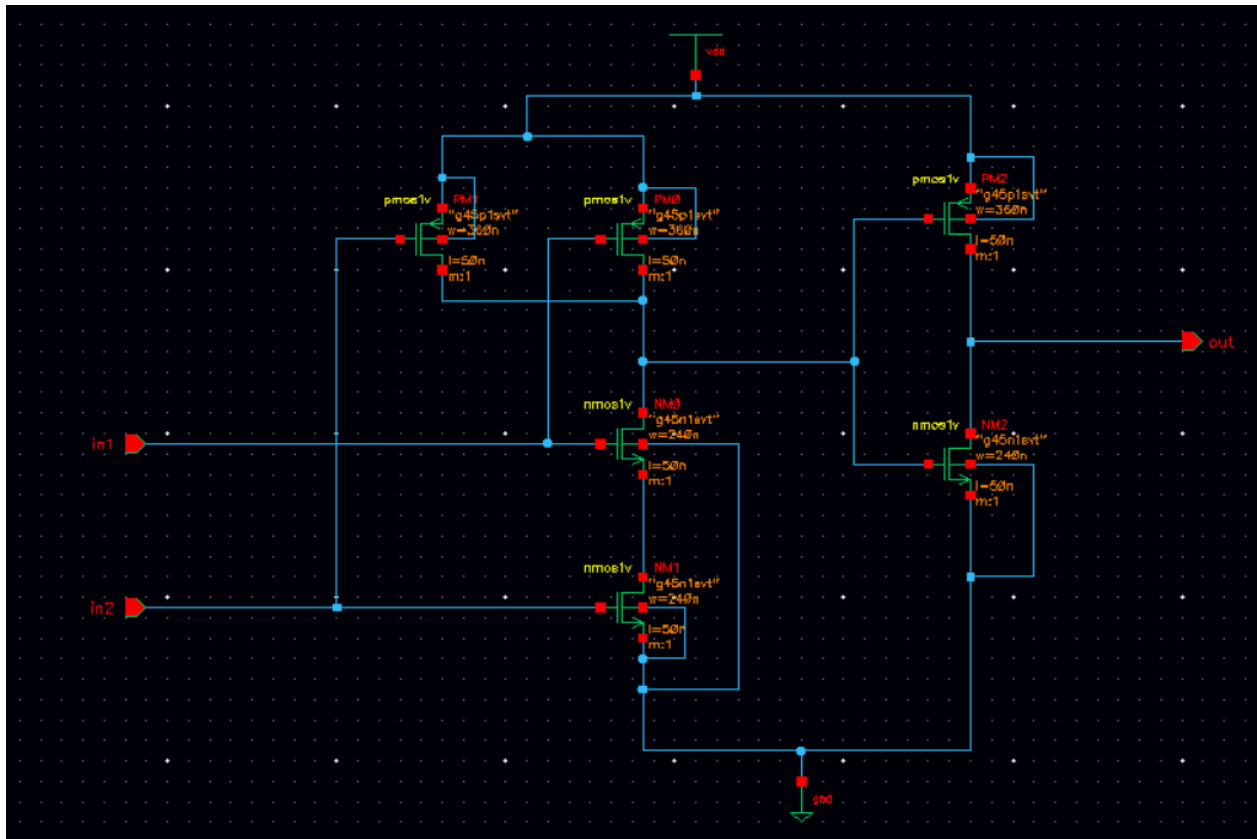 vdd
pmos1v PM1
"g45p1svt"
w=360n
l=50n
m:1
pmos1v PM0
"g45p1svt"
w=360n
l=50n
m:1
pmos1v PM2
"g45p1svt"
w=360n
l=50n
m:1
out
nmos1v NM0
"g45n1svt"
w=240n
l=50n
m:1
in1
nmos1v NM2
"g45n1svt"
w=240n
l=50n
m:1
nmos1v NM1
"g45n1svt"
w=240n
l=50n
m:1
in2
gnd